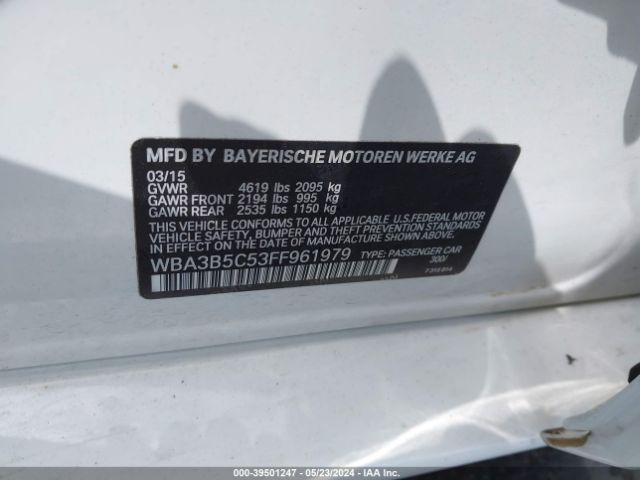 MFD BY BAYERISCHE MOTOREN WERKE AG
03/15
GVWR 4619 lbs 2095 kg
GAWR FRONT 2194 lbs 995 kg
GAWR REAR 2535 lbs 1150 kg
THIS VEHICLE CONFORMS TO ALL APPLICABLE U.S. FEDERAL MOTOR
VEHICLE SAFETY, BUMPER, AND THEFT PREVENTION STANDARDS
IN EFFECT ON THE DATE OF MANUFACTURE SHOWN ABOVE.
WBA3B5C53FF961979 TYPE: PASSENGER CAR
300/
000-39501247 - 05/23/2024 - IAA Inc.